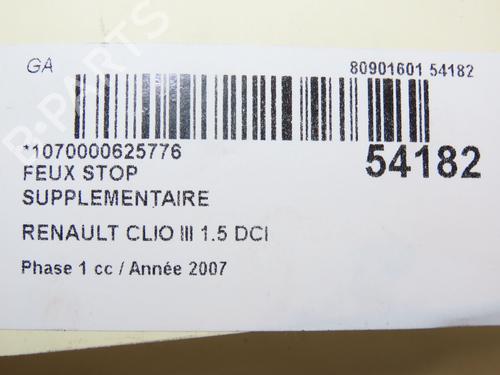 GA 80901601 54182
*1070000625776
54182
FEUX STOP
SUPPLEMENTAIRE
RENAULT CLIO III 1.5 DCI
Phase 1 cc / Année 2007
B-PARTS